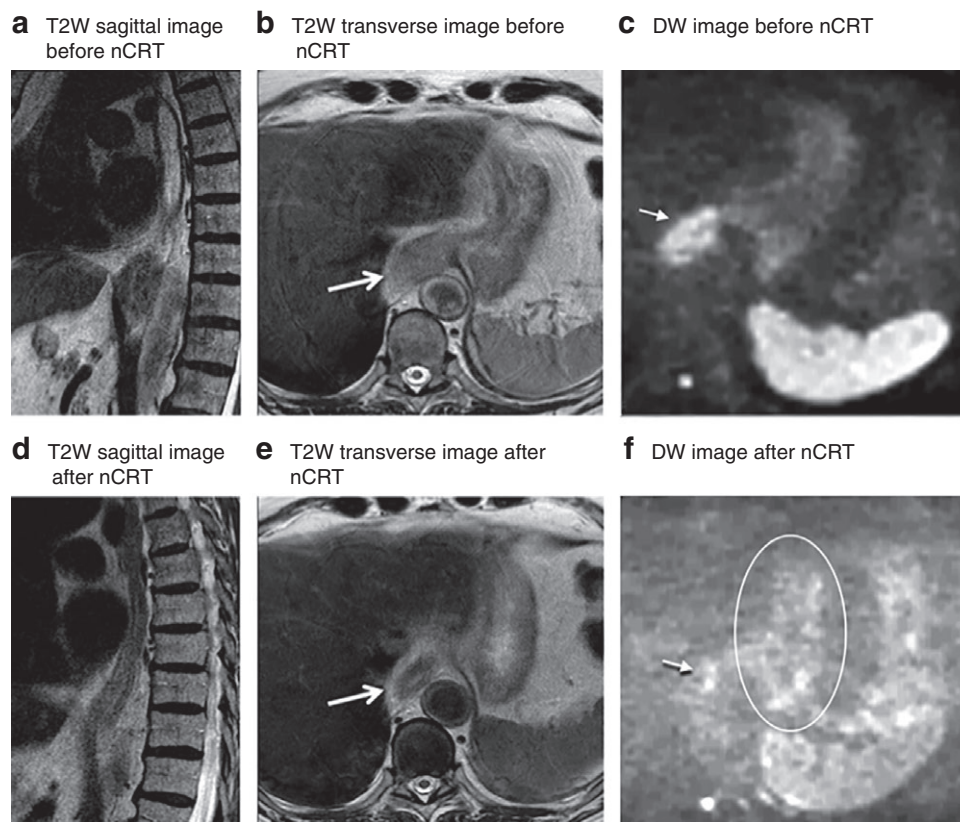 a T2W sagittal image
before nCRT
b T2W transverse image before
nCRT
c DW image before nCRT
d T2W sagittal image
after nCRT
e T2W transverse image after
nCRT
f DW image after nCRT